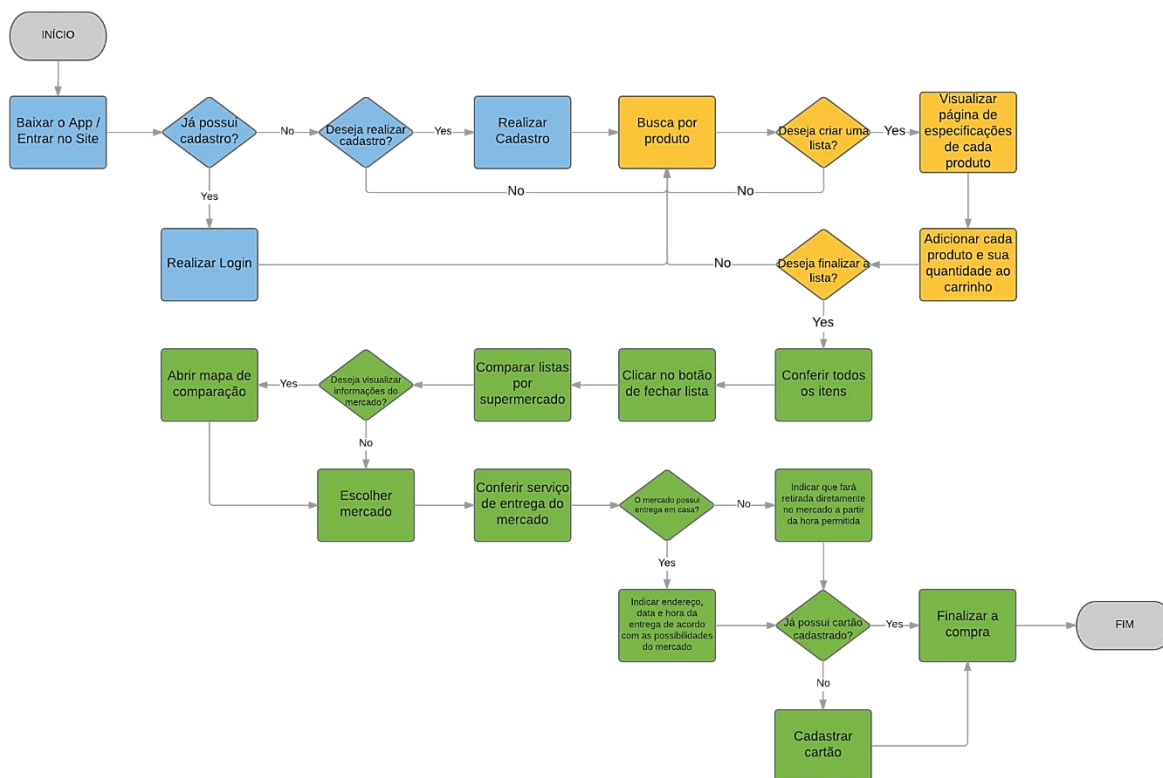 INÍCIO
Baixar o App /
Entrar no Site
Já possui
cadastro?
No
Deseja realizar
cadastro?
Yes
Realizar
Cadastro
Busca por
produto
Deseja criar uma
lista?
Yes
Visualizar
página de
especificações
de cada
produto
Yes
No
No
Realizar Login
No
Deseja finalizar a
lista?
Adicionar cada
produto e sua
quantidade ao
carrinho
Yes
Abrir mapa de
comparação
Yes
Deseja visualizar
informações do
mercado?
Comparar listas
por
supermercado
Clicar no botão
de fechar lista
Conferir todos
os itens
No
Escolher
mercado
Conferir serviço
de entrega do
mercado
O mercado possui
entrega em casa?
No
Indicar que fará
retirada diretamente
no mercado a partir
da hora permitida
Yes
Indicar endereço,
data e hora da
entrega de acordo
com as possibilidades
do mercado
Já possui cartão
cadastrado?
Yes
Finalizar a
compra
FIM
No
Cadastrar
cartão